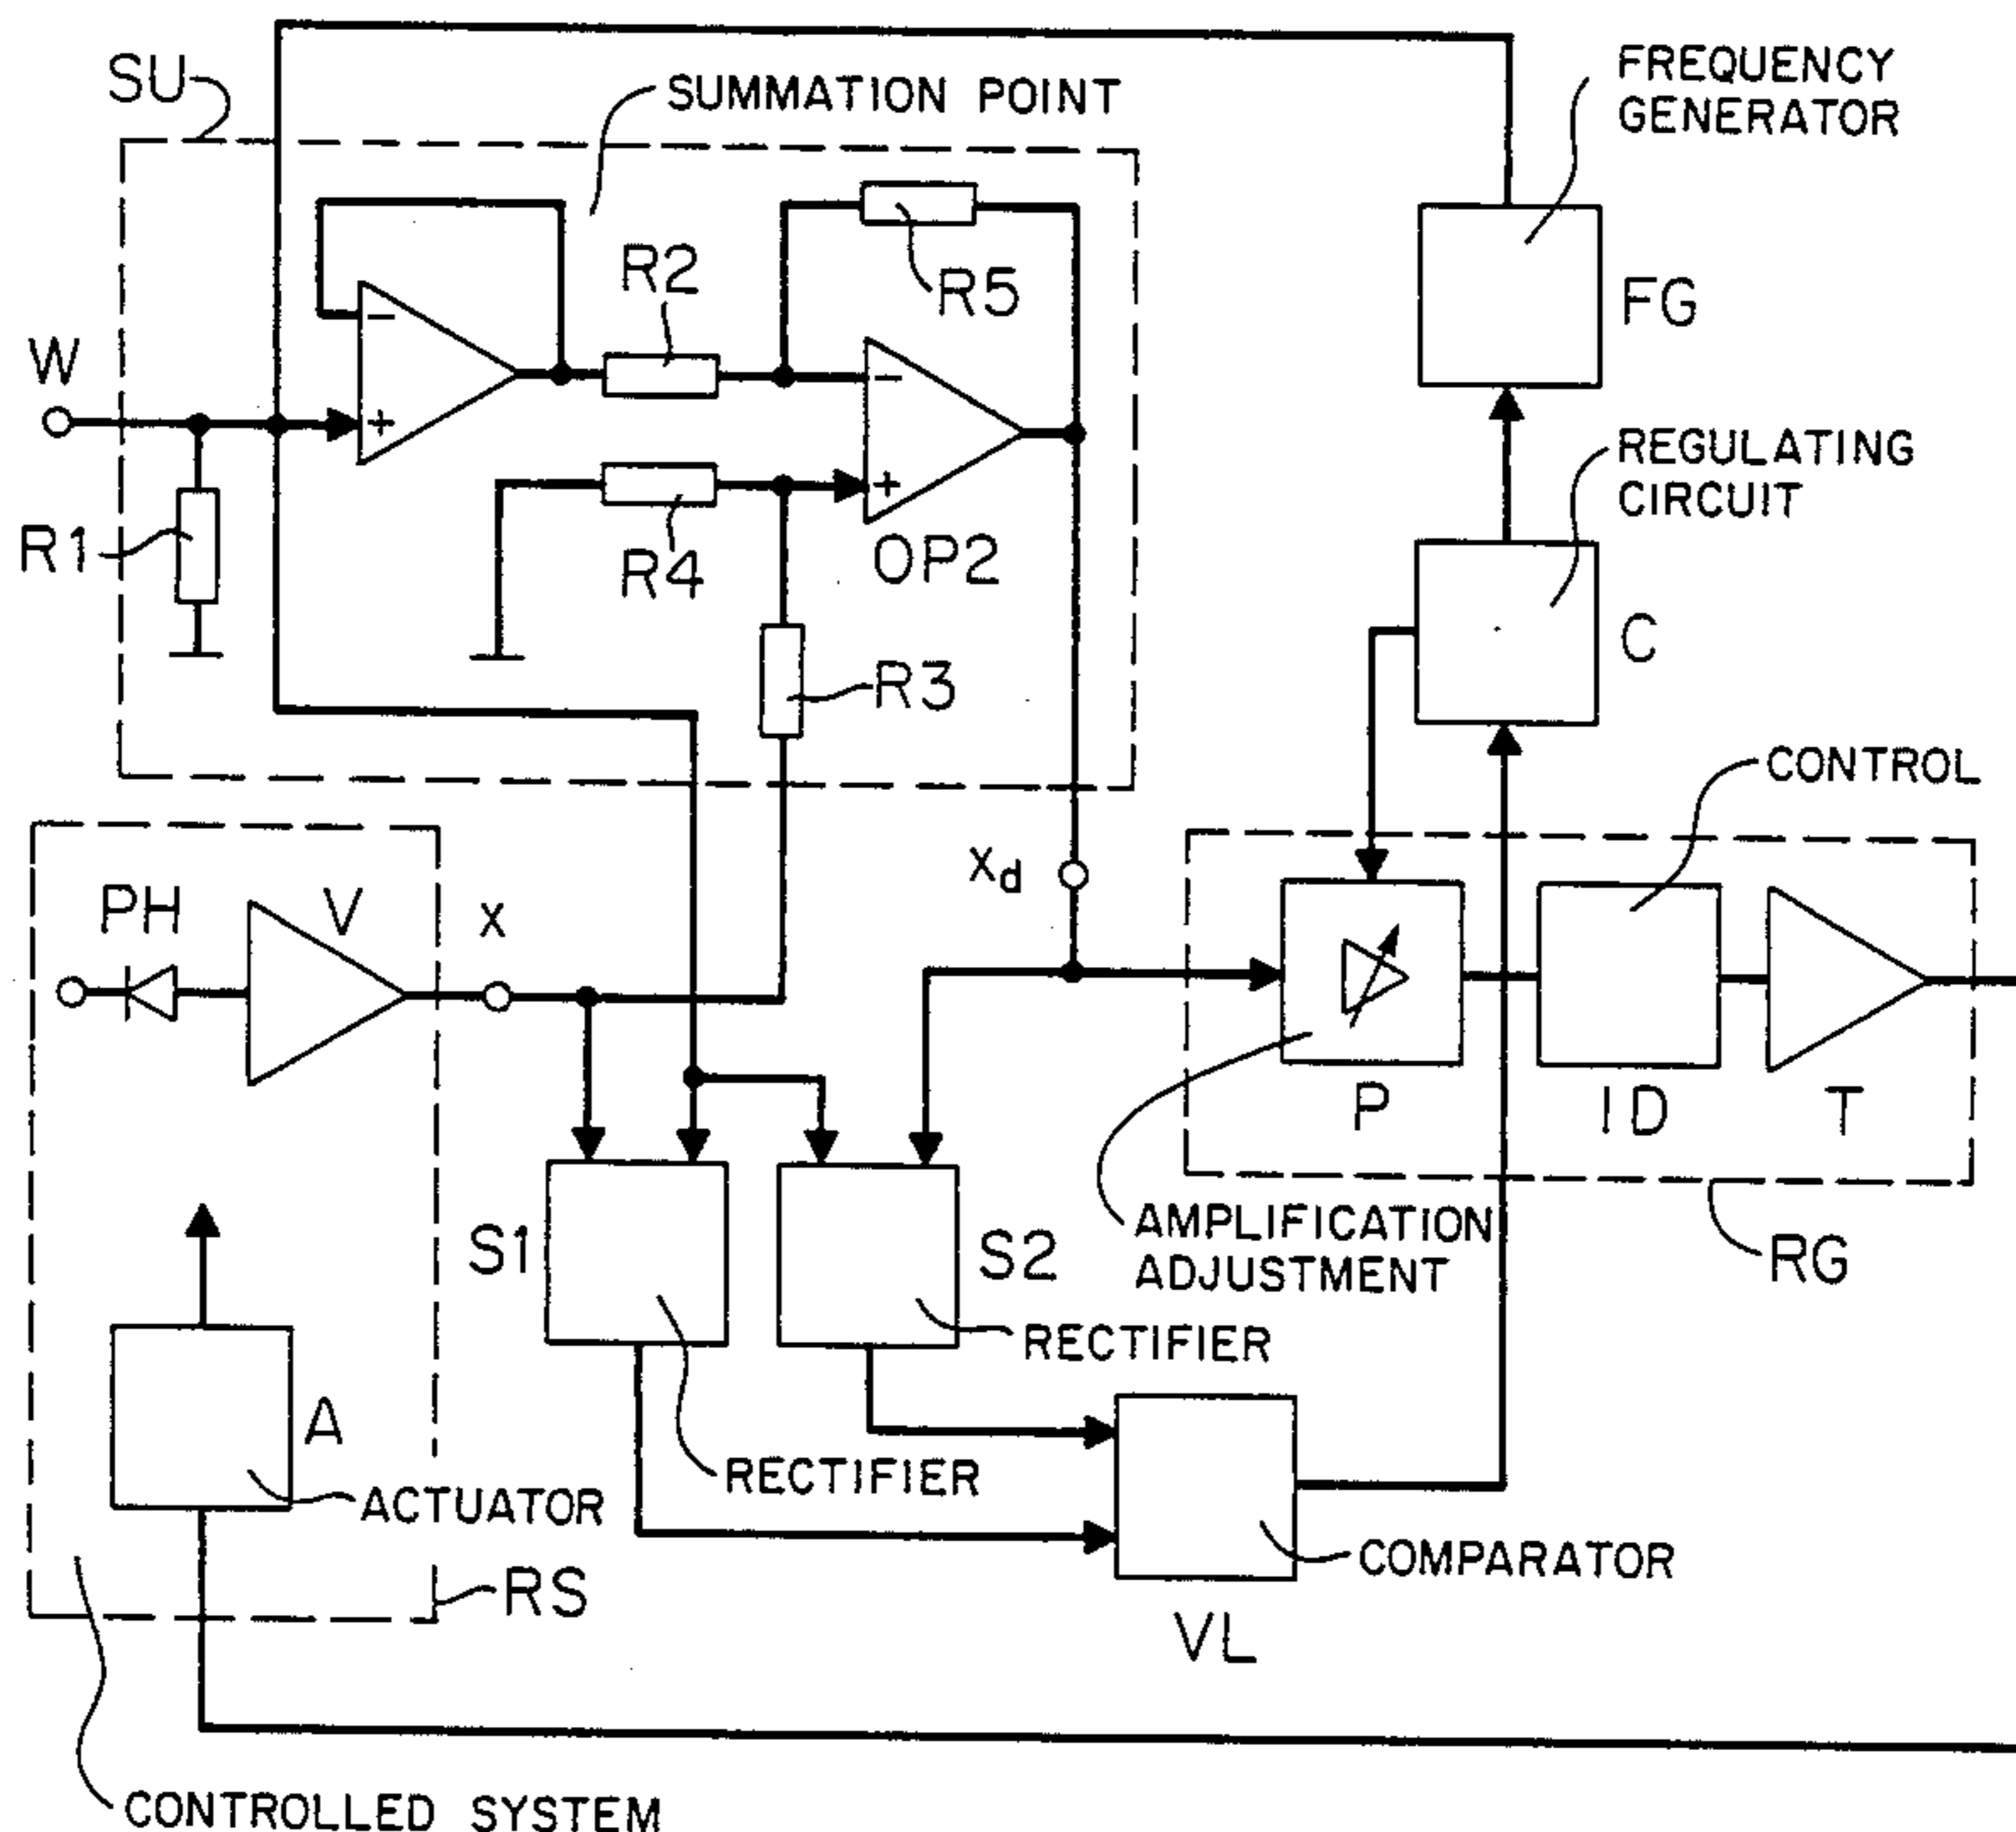 SU
SUMMATION POINT
FREQUENCY
GENERATOR
R2
R5
FG
W
−
+
−
+
REGULATING
CIRCUIT
R1
R4
OP2
C
R3
CONTROL
PH
V
x
xd
P
ID
T
S1
S2
AMPLIFICATION
ADJUSTMENT
RG
RECTIFIER
A
RECTIFIER
ACTUATOR
COMPARATOR
RS
VL
CONTROLLED SYSTEM